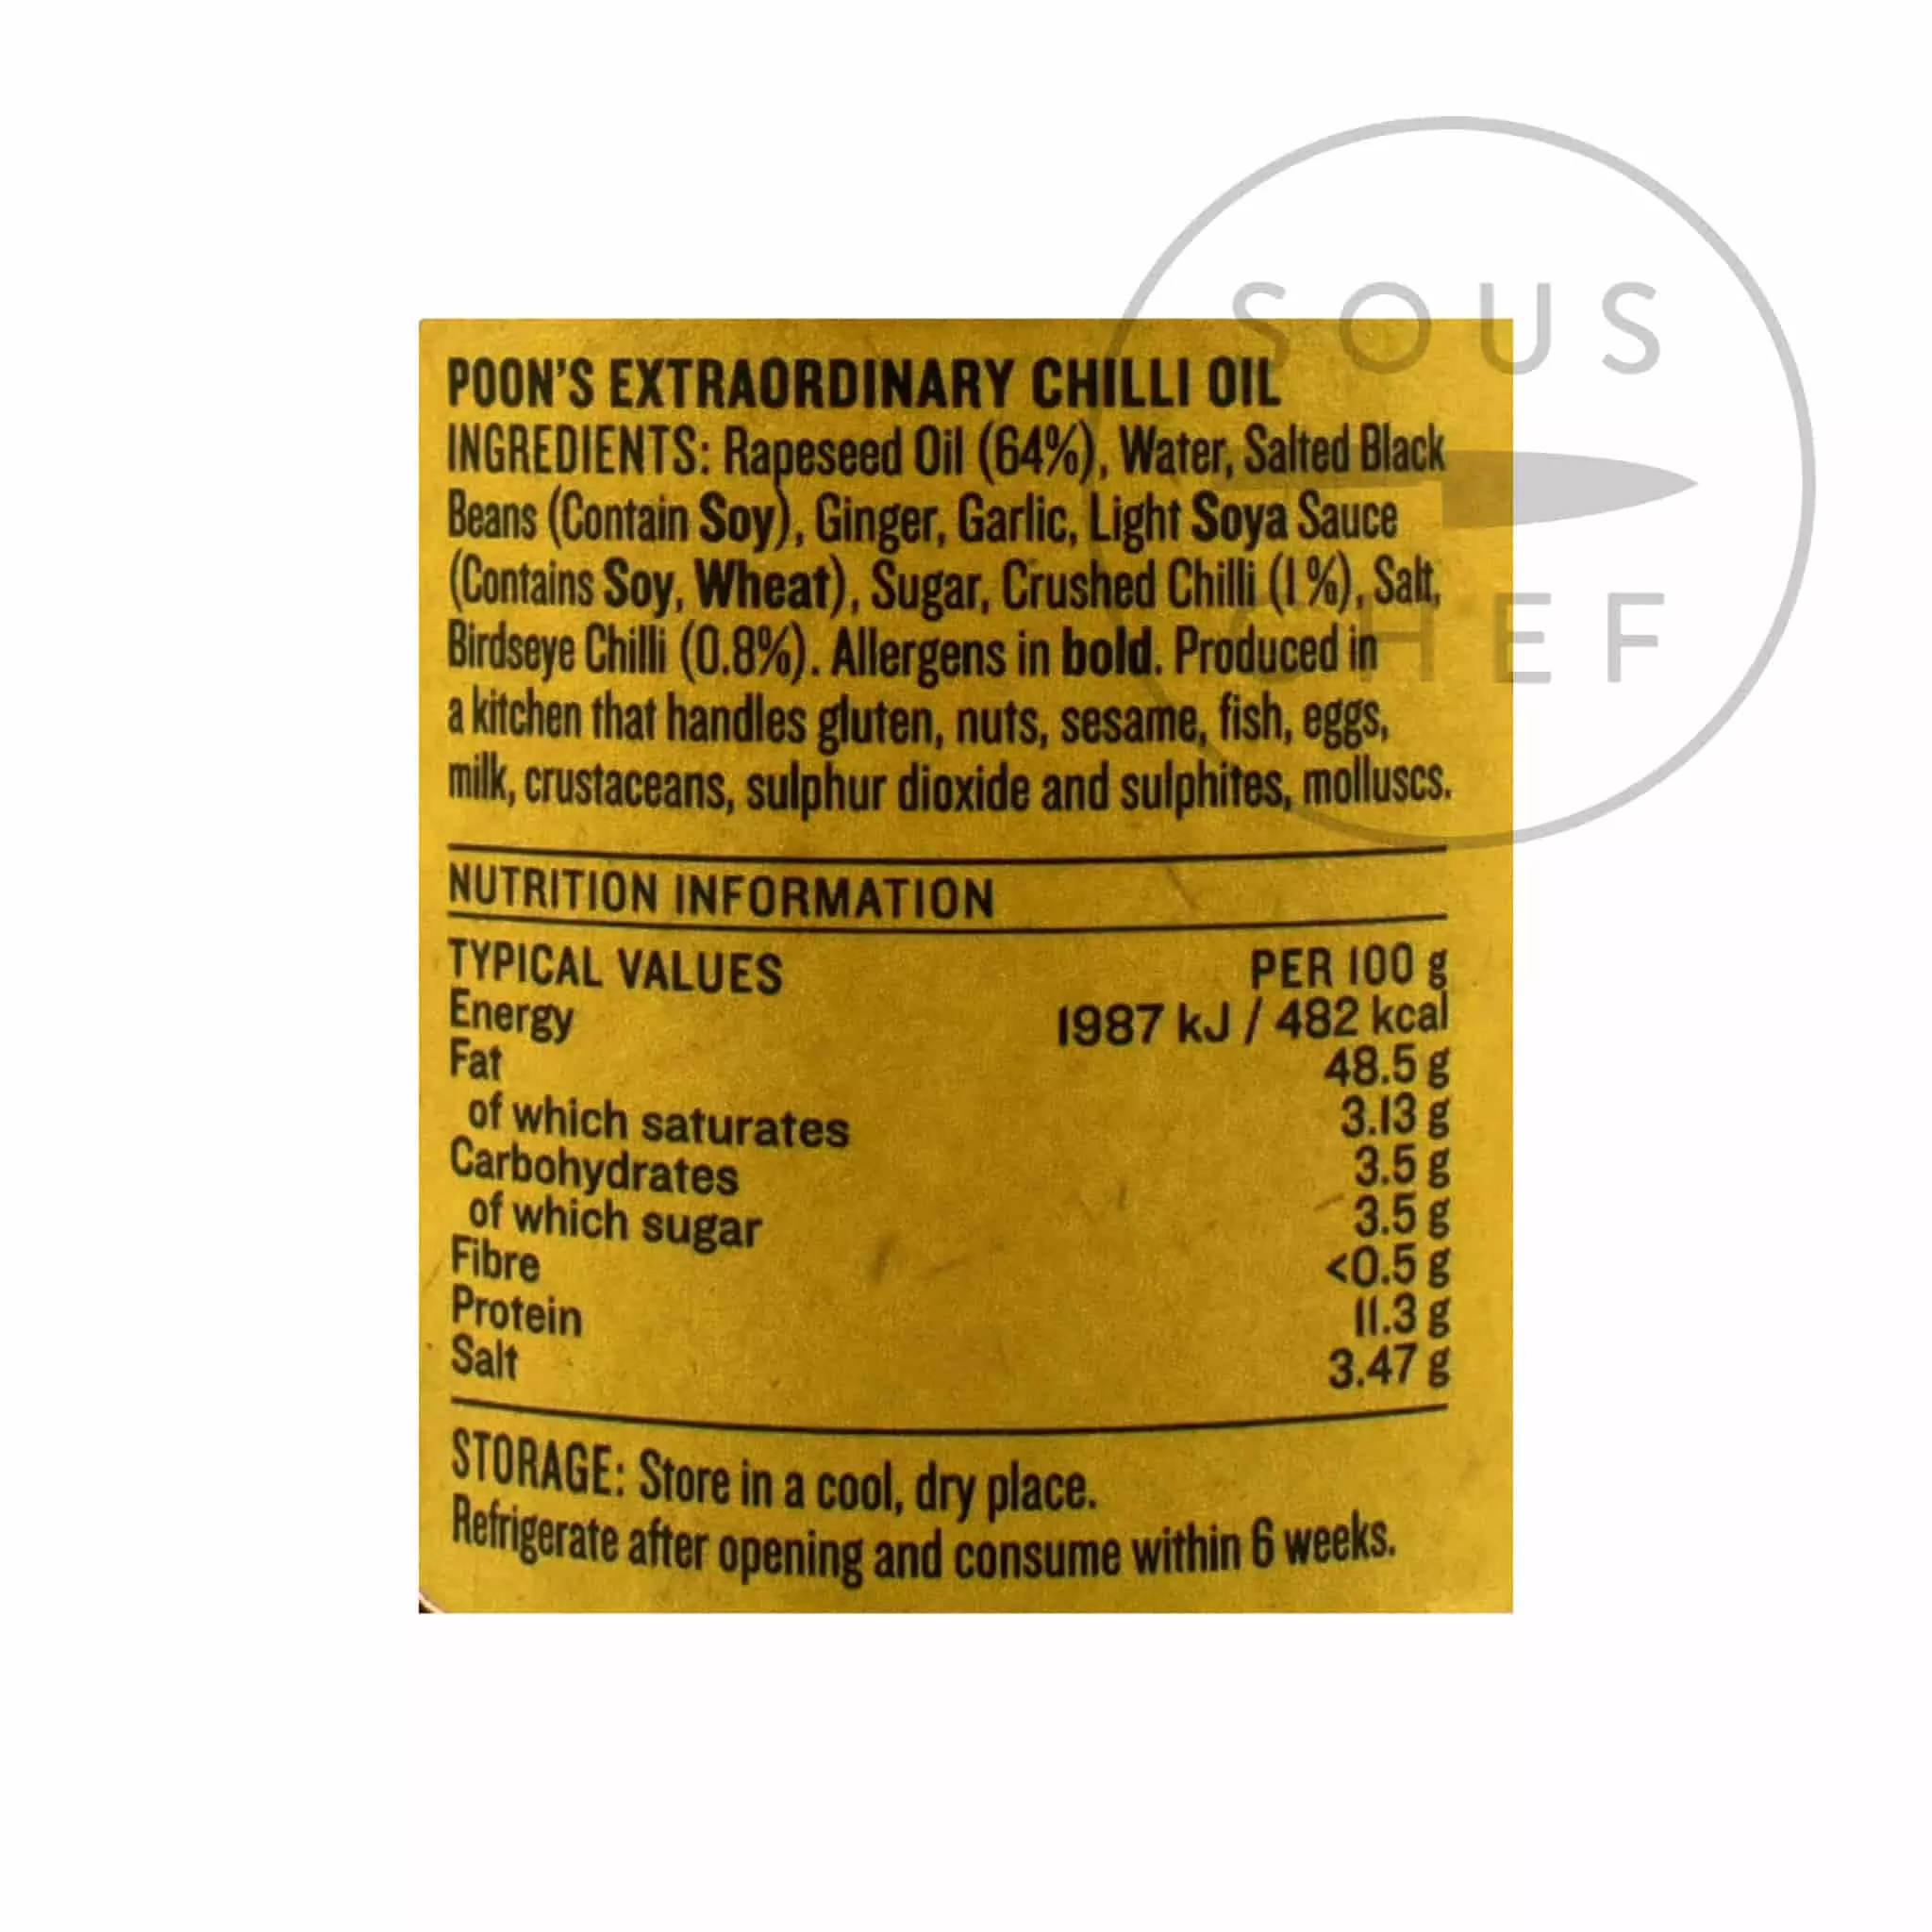 SOUS
CHEF
POON'S EXTRAORDINARY CHILLI OIL
INGREDIENTS: Rapeseed Oil (64%), Water, Salted Black
Beans (Contain Soy), Ginger, Garlic, Light Soya Sauce
(Contains Soy, Wheat), Sugar, Crushed Chilli (1%), Salt,
Birdseye Chilli (0.8%). Allergens in bold. Produced in
a kitchen that handles gluten, nuts, sesame, fish, eggs,
milk, crustaceans, sulphur dioxide and sulphites, molluscs.
NUTRITION INFORMATION
TYPICAL VALUES PER 100 g
Energy 1987 kJ / 482 kcal
Fat 48.5 g
of which saturates 3.13 g
Carbohydrates 3.5 g
of which sugar 3.5 g
Fibre <0.5 g
Protein 11.3 g
Salt 3.47 g
STORAGE: Store in a cool, dry place.
Refrigerate after opening and consume within 6 weeks.